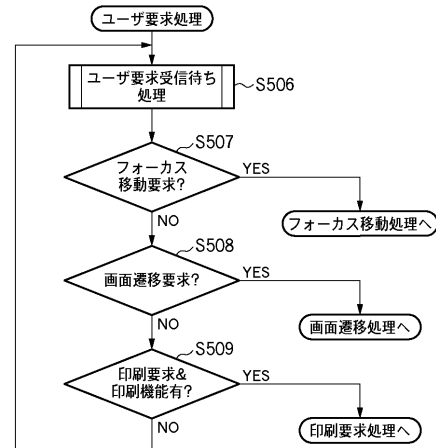 ユーザ要求処理
ユーザ要求受信待ち
処理
S506
S507
フォーカス
移動要求?
YES
フォーカス移動処理へ
NO
S508
画面遷移要求?
YES
画面遷移処理へ
NO
S509
印刷要求&
印刷機能有?
YES
印刷要求処理へ
NO